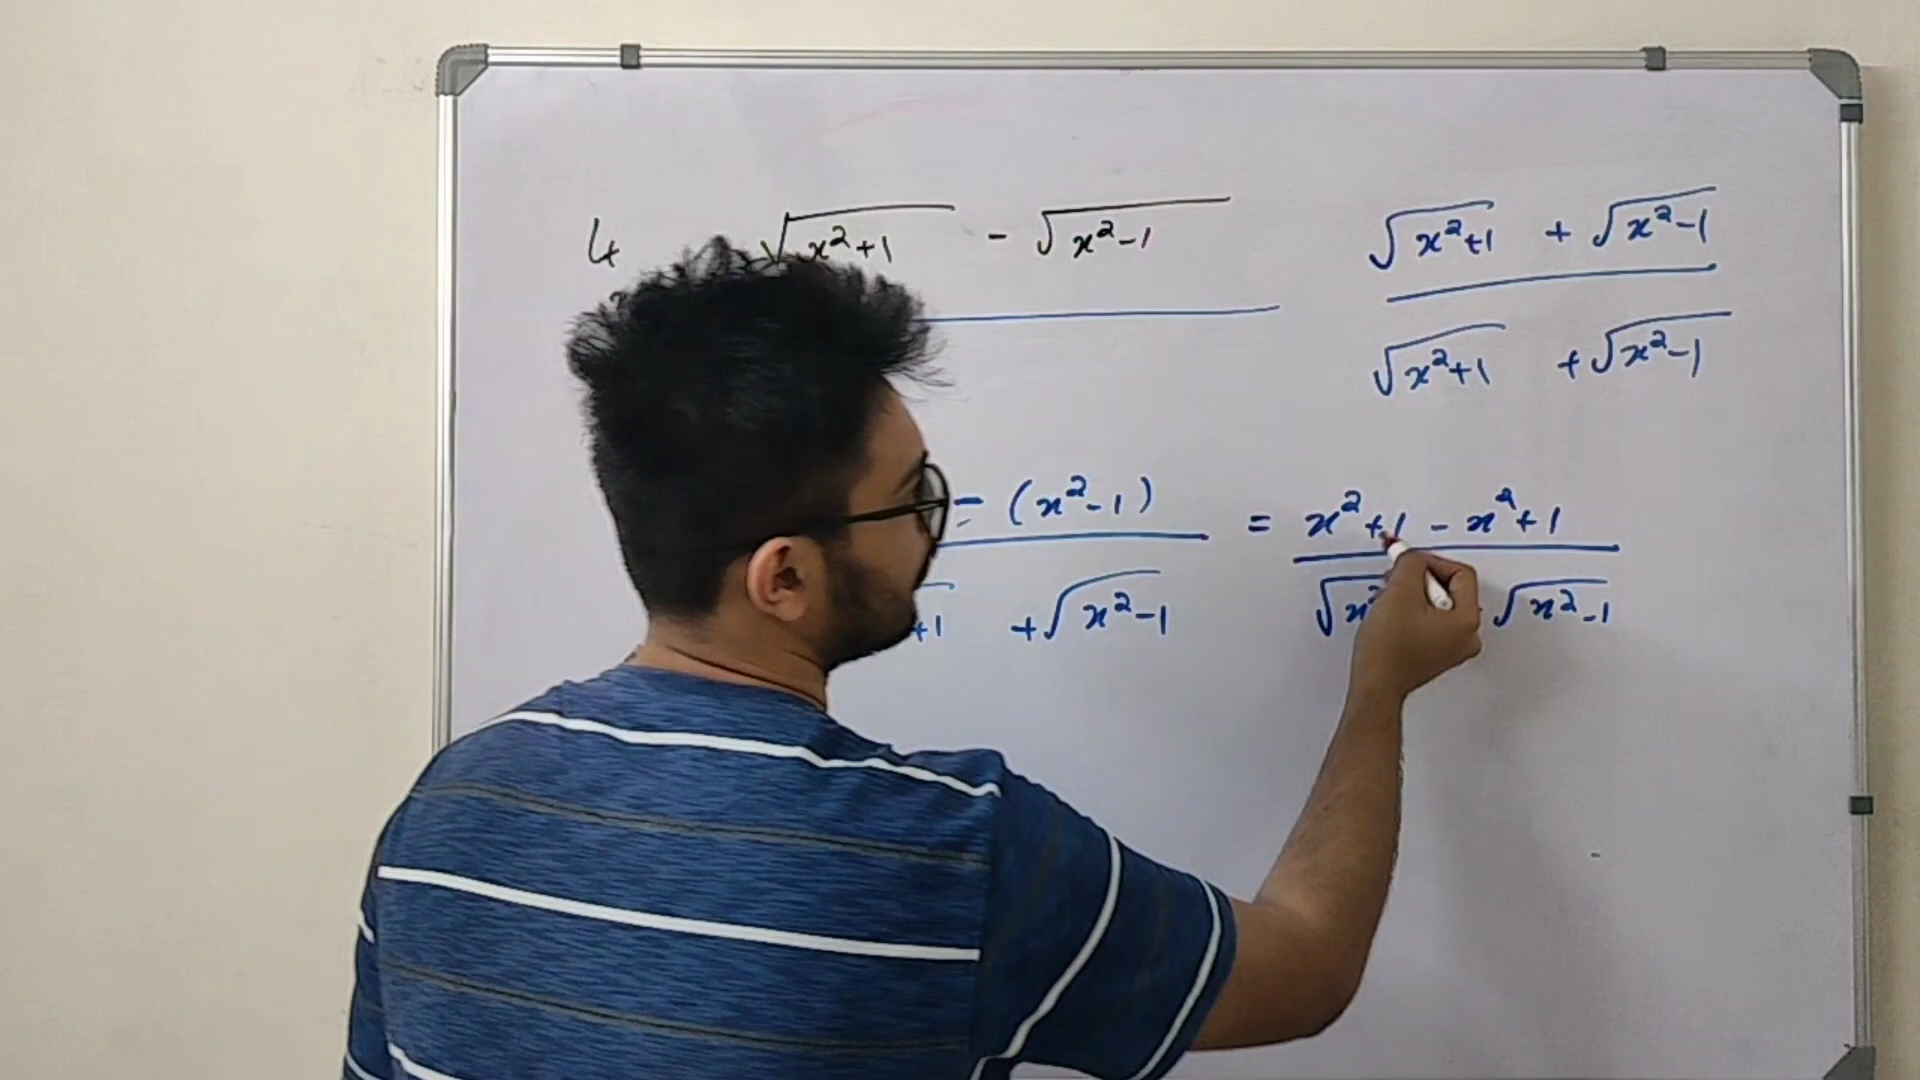 4 √(x²+1) - √(x²-1) √(x²+1) + √(x²-1)
√(x²+1) + √(x²-1)
- (x²-1) = x²+1 - x²+1
+1 + √(x²-1) √x² √(x²-1)